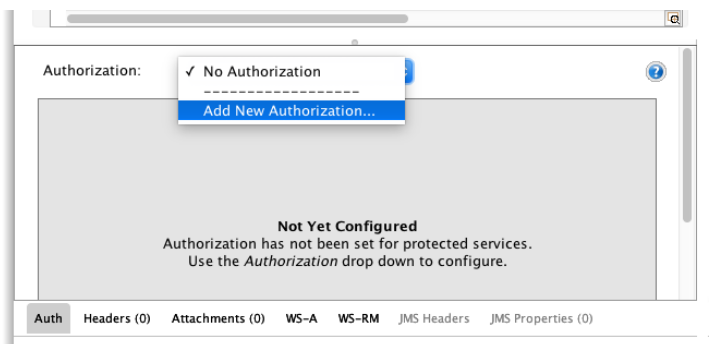 Authorization:
✓ No Authorization
------------------
Add New Authorization...
Not Yet Configured
Authorization has not been set for protected services.
Use the Authorization drop down to configure.
Auth Headers (0) Attachments (0) WS-A WS-RM JMS Headers JMS Properties (0)